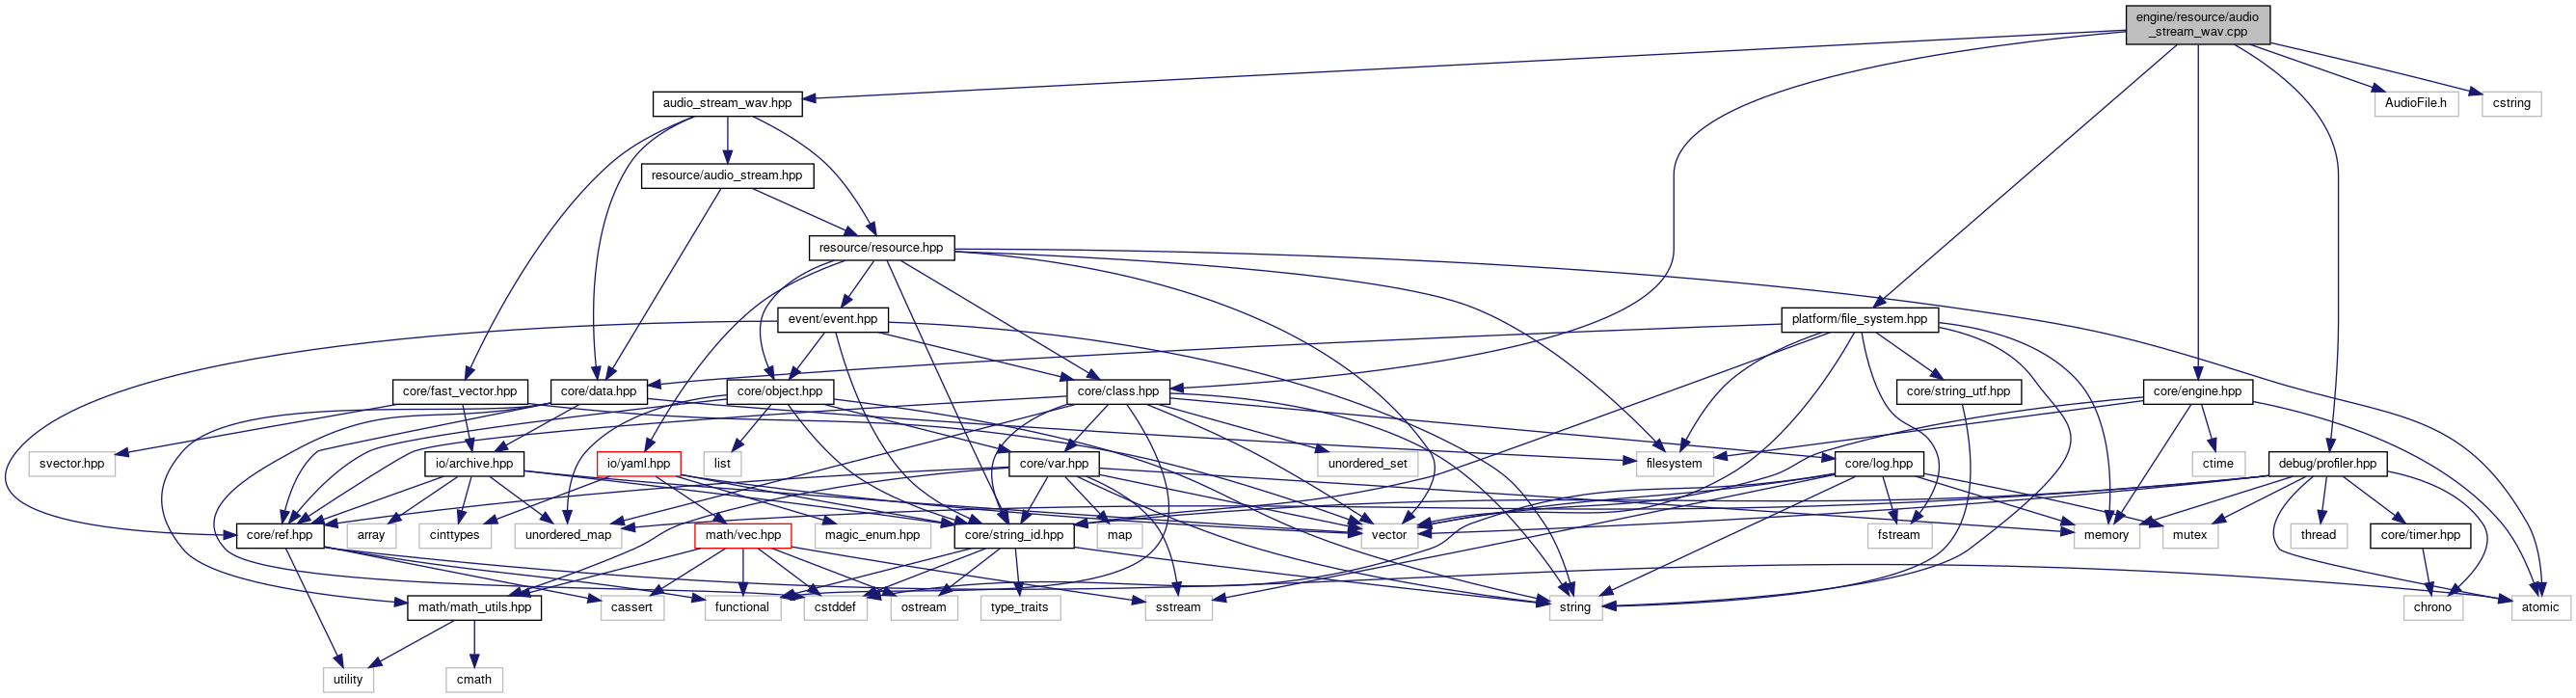 engine/resource/audio
_stream_wav.cpp
audio_stream_wav.hpp
AudioFile.h
cstring
resource/audio_stream.hpp
resource/resource.hpp
event/event.hpp
platform/file_system.hpp
core/fast_vector.hpp
core/data.hpp
core/object.hpp
core/class.hpp
core/string_utf.hpp
core/engine.hpp
svector.hpp
io/archive.hpp
io/yaml.hpp
list
core/var.hpp
unordered_set
filesystem
core/log.hpp
ctime
debug/profiler.hpp
core/ref.hpp
array
cinttypes
unordered_map
math/vec.hpp
magic_enum.hpp
core/string_id.hpp
map
vector
fstream
memory
mutex
thread
core/timer.hpp
math/math_utils.hpp
cassert
functional
cstddef
ostream
type_traits
sstream
string
chrono
atomic
utility
cmath